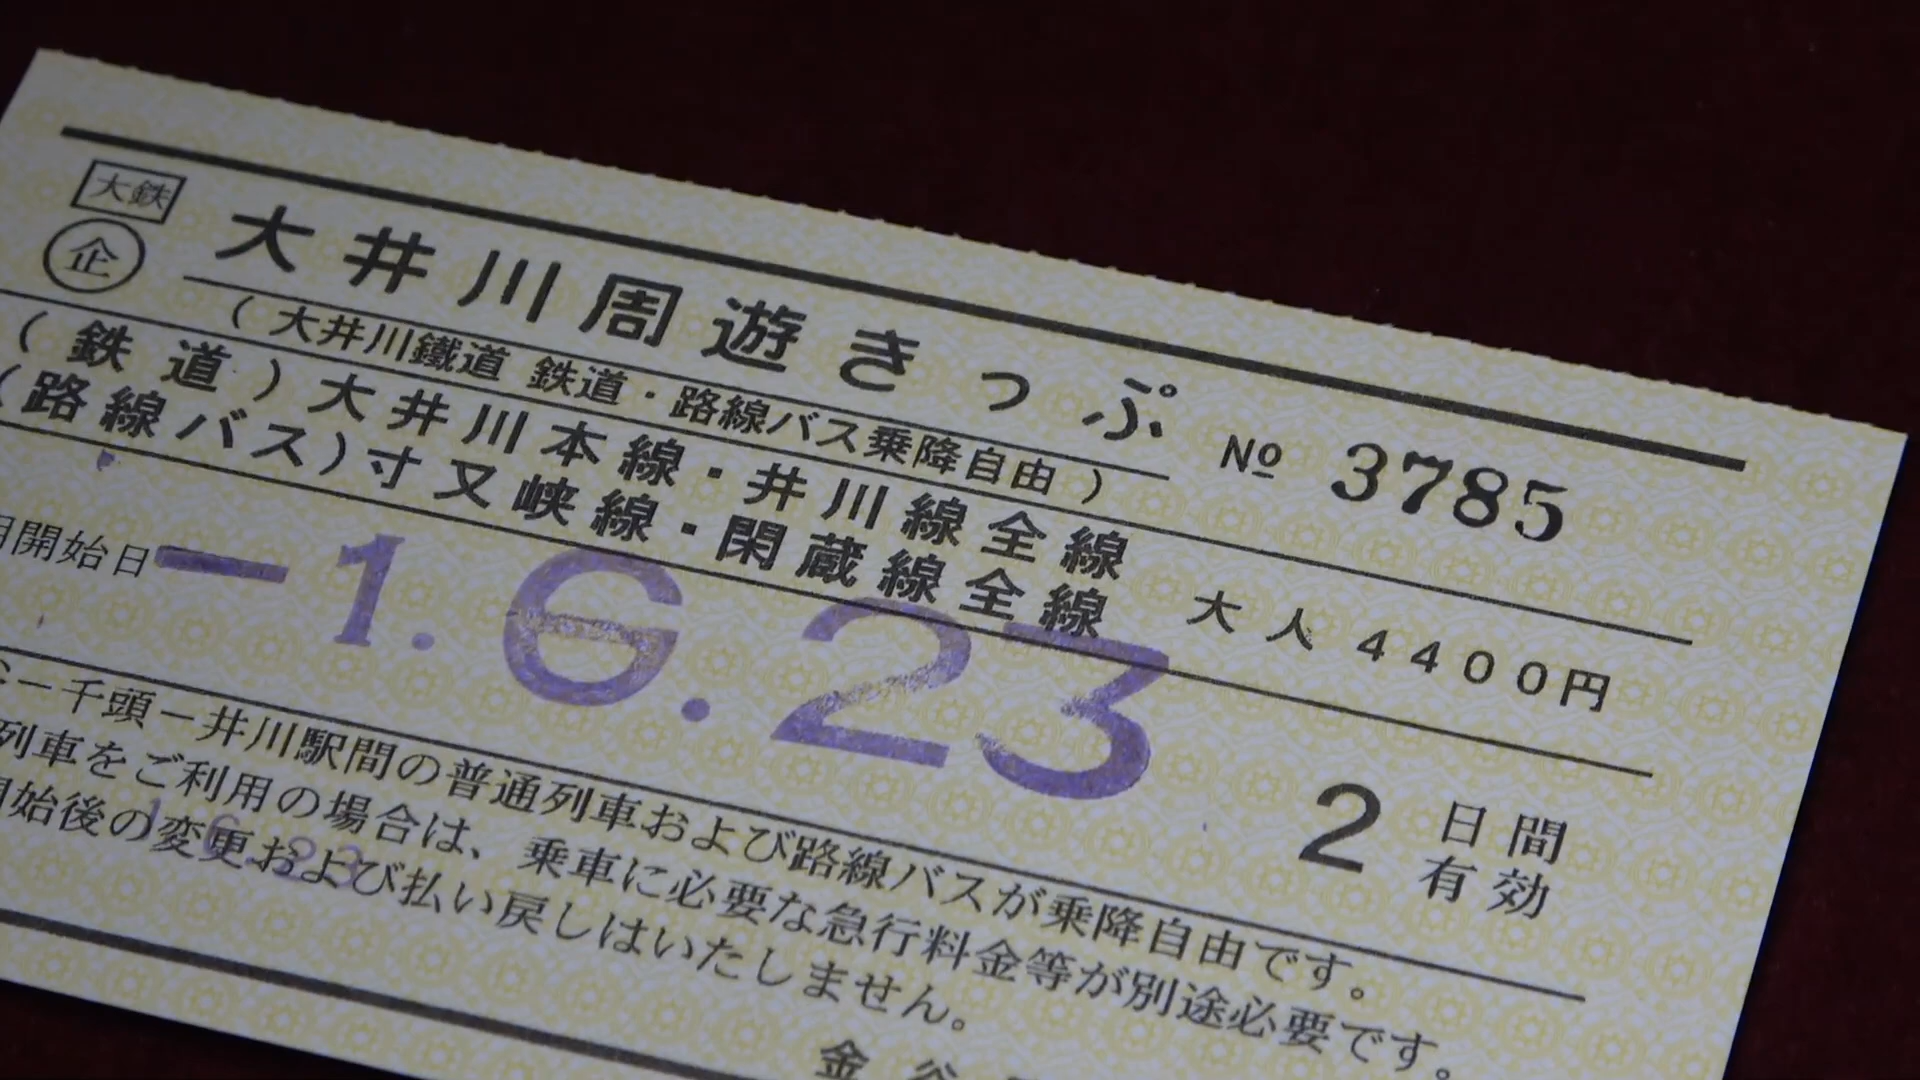 大鉄
企
大井川周遊きっぷ
(大井川鐵道 鉄道・路線バス乗降自由)
№ 3785
(鉄道)大井川本線・井川線全線
(路線バス)寸又峡線・閑蔵線全線
大人 4400円
開始日 -1.6.23
2日間有効
－千頭－井川駅間の普通列車および路線バスが乗降自由です。
列車をご利用の場合は、乗車に必要な急行料金等が別途必要です。
開始後の変更および払い戻しはいたしません。
1.6.23
金谷